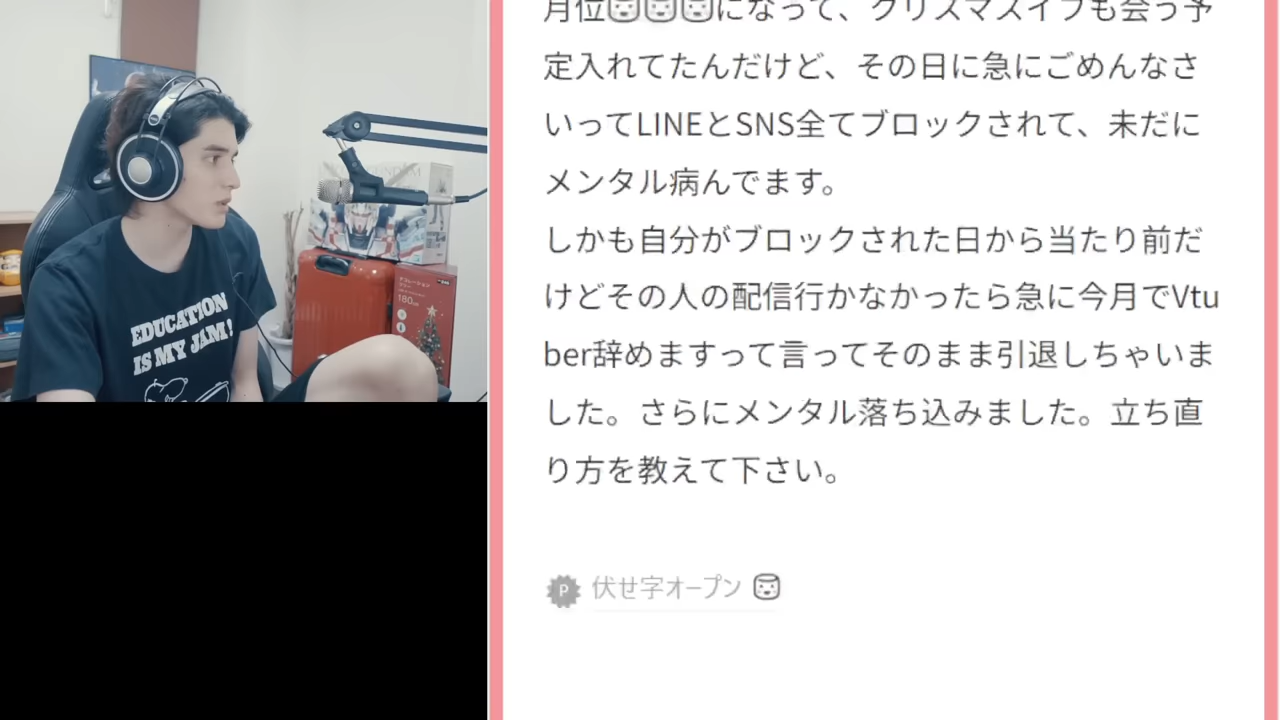 月位になって、クリスマスイブも会う予
定入れてたんだけど、その日に急にごめんなさ
いってLINEとSNS全てブロックされて、未だに
メンタル病んでます。
しかも自分がブロックされた日から当たり前だ
けどその人の配信行かなかったら急に今月でVtu
ber辞めますって言ってそのまま引退しちゃいま
した。さらにメンタル落ち込みました。立ち直
り方を教えて下さい。
P 伏せ字オープン
EDUCATION
IS MY JAM!
180